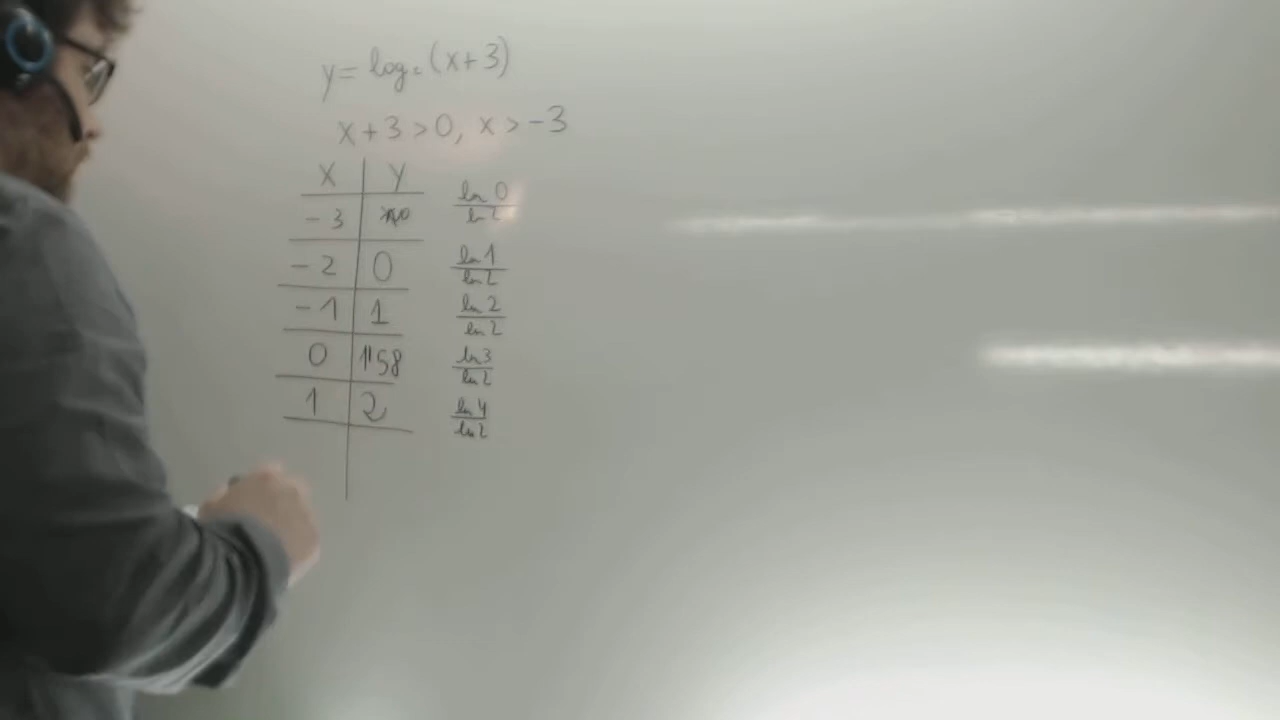 y = log₂ (x+3)
x + 3 > 0, x > -3
x y
-3 ln 0 / ln 2
-2 0 ln 1 / ln 2
-1 1 ln 2 / ln 2
0 1'58 ln 3 / ln 2
1 2 ln 4 / ln 2